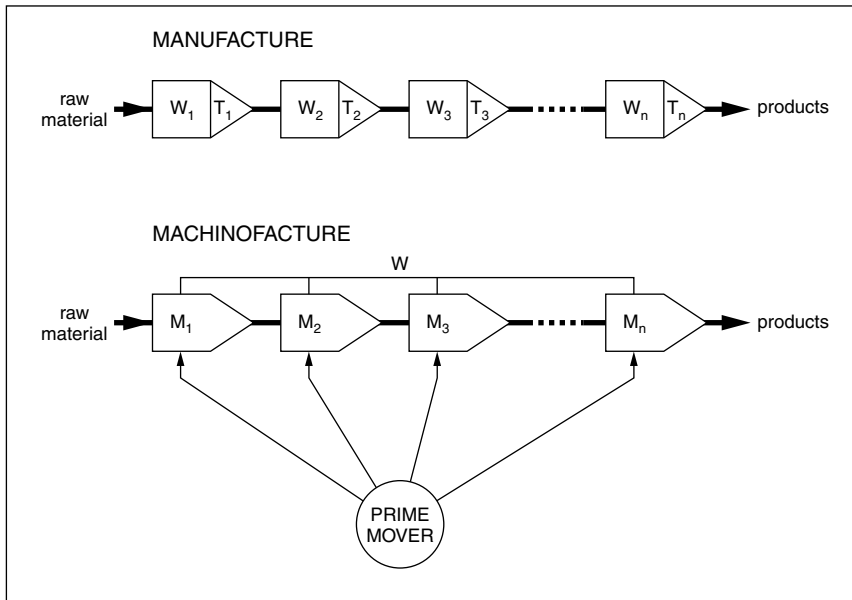 MANUFACTURE
raw
material
W1 T1 W2 T2 W3 T3 Wn Tn
products
MACHINOFACTURE
W
raw
material
M1 M2 M3 Mn
products
PRIME
MOVER